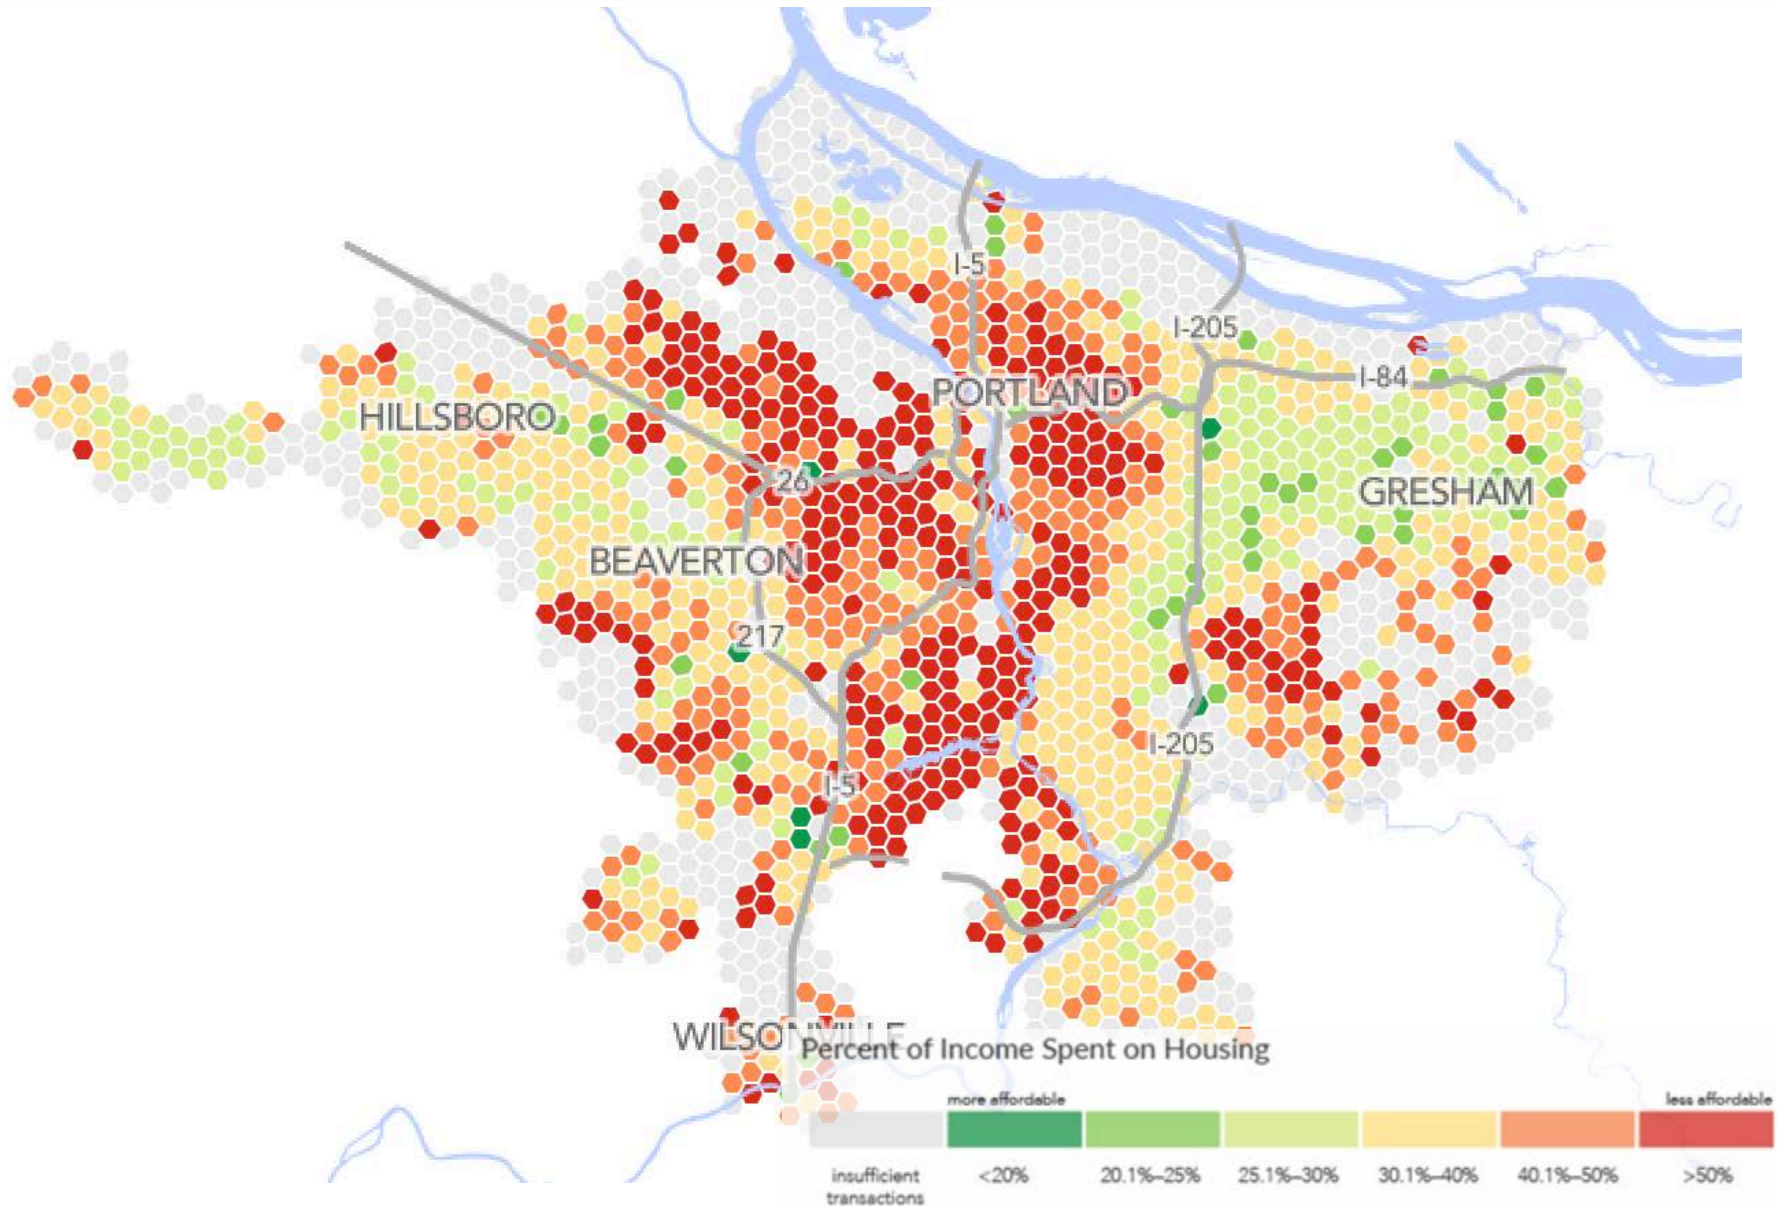 I-5
I-205
PORTLAND
I-84
HILLSBORO
26
GRESHAM
BEAVERTON
217
I-205
I-5
WILSONVILLE
Percent of Income Spent on Housing
more affordable
less affordable
insufficient
transactions
<20%
20.1%–25%
25.1%–30%
30.1%–40%
40.1%–50%
>50%